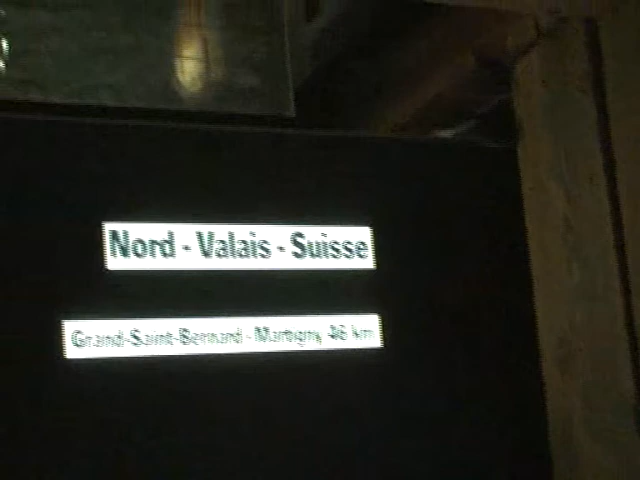 Nord - Valais - Suisse
Grand-Saint-Bernard - Martigny, 46 km